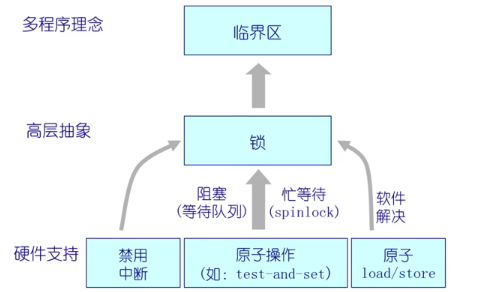 多程序理念
临界区
高层抽象
锁
阻塞
(等待队列)
忙等待
(spinlock)
软件
解决
硬件支持
禁用
中断
原子操作
(如: test-and-set)
原子
load/store